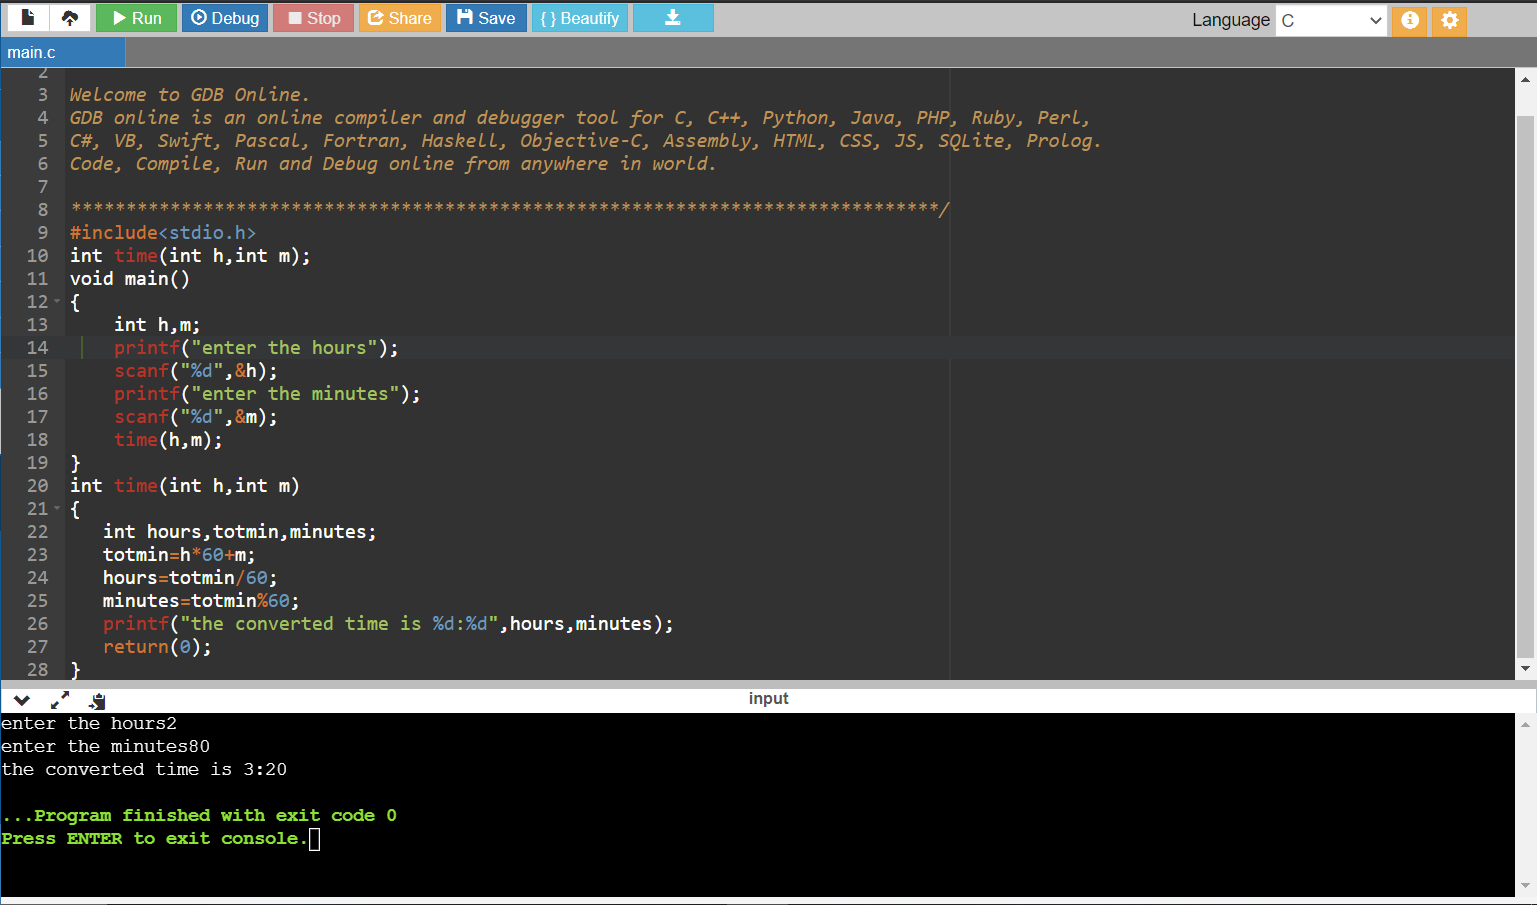 Run Debug Stop Share Save { } Beautify Language C
main.c
2
3 Welcome to GDB Online.
4 GDB online is an online compiler and debugger tool for C, C++, Python, Java, PHP, Ruby, Perl,
5 C#, VB, Swift, Pascal, Fortran, Haskell, Objective-C, Assembly, HTML, CSS, JS, SQLite, Prolog.
6 Code, Compile, Run and Debug online from anywhere in world.
7
8 *******************************************************************************/
9 #include<stdio.h>
10 int time(int h,int m);
11 void main()
12 {
13     int h,m;
14     printf("enter the hours");
15     scanf("%d",&h);
16     printf("enter the minutes");
17     scanf("%d",&m);
18     time(h,m);
19 }
20 int time(int h,int m)
21 {
22    int hours,totmin,minutes;
23    totmin=h*60+m;
24    hours=totmin/60;
25    minutes=totmin%60;
26    printf("the converted time is %d:%d",hours,minutes);
27    return(0);
28 }
input
enter the hours2
enter the minutes80
the converted time is 3:20
...Program finished with exit code 0
Press ENTER to exit console.